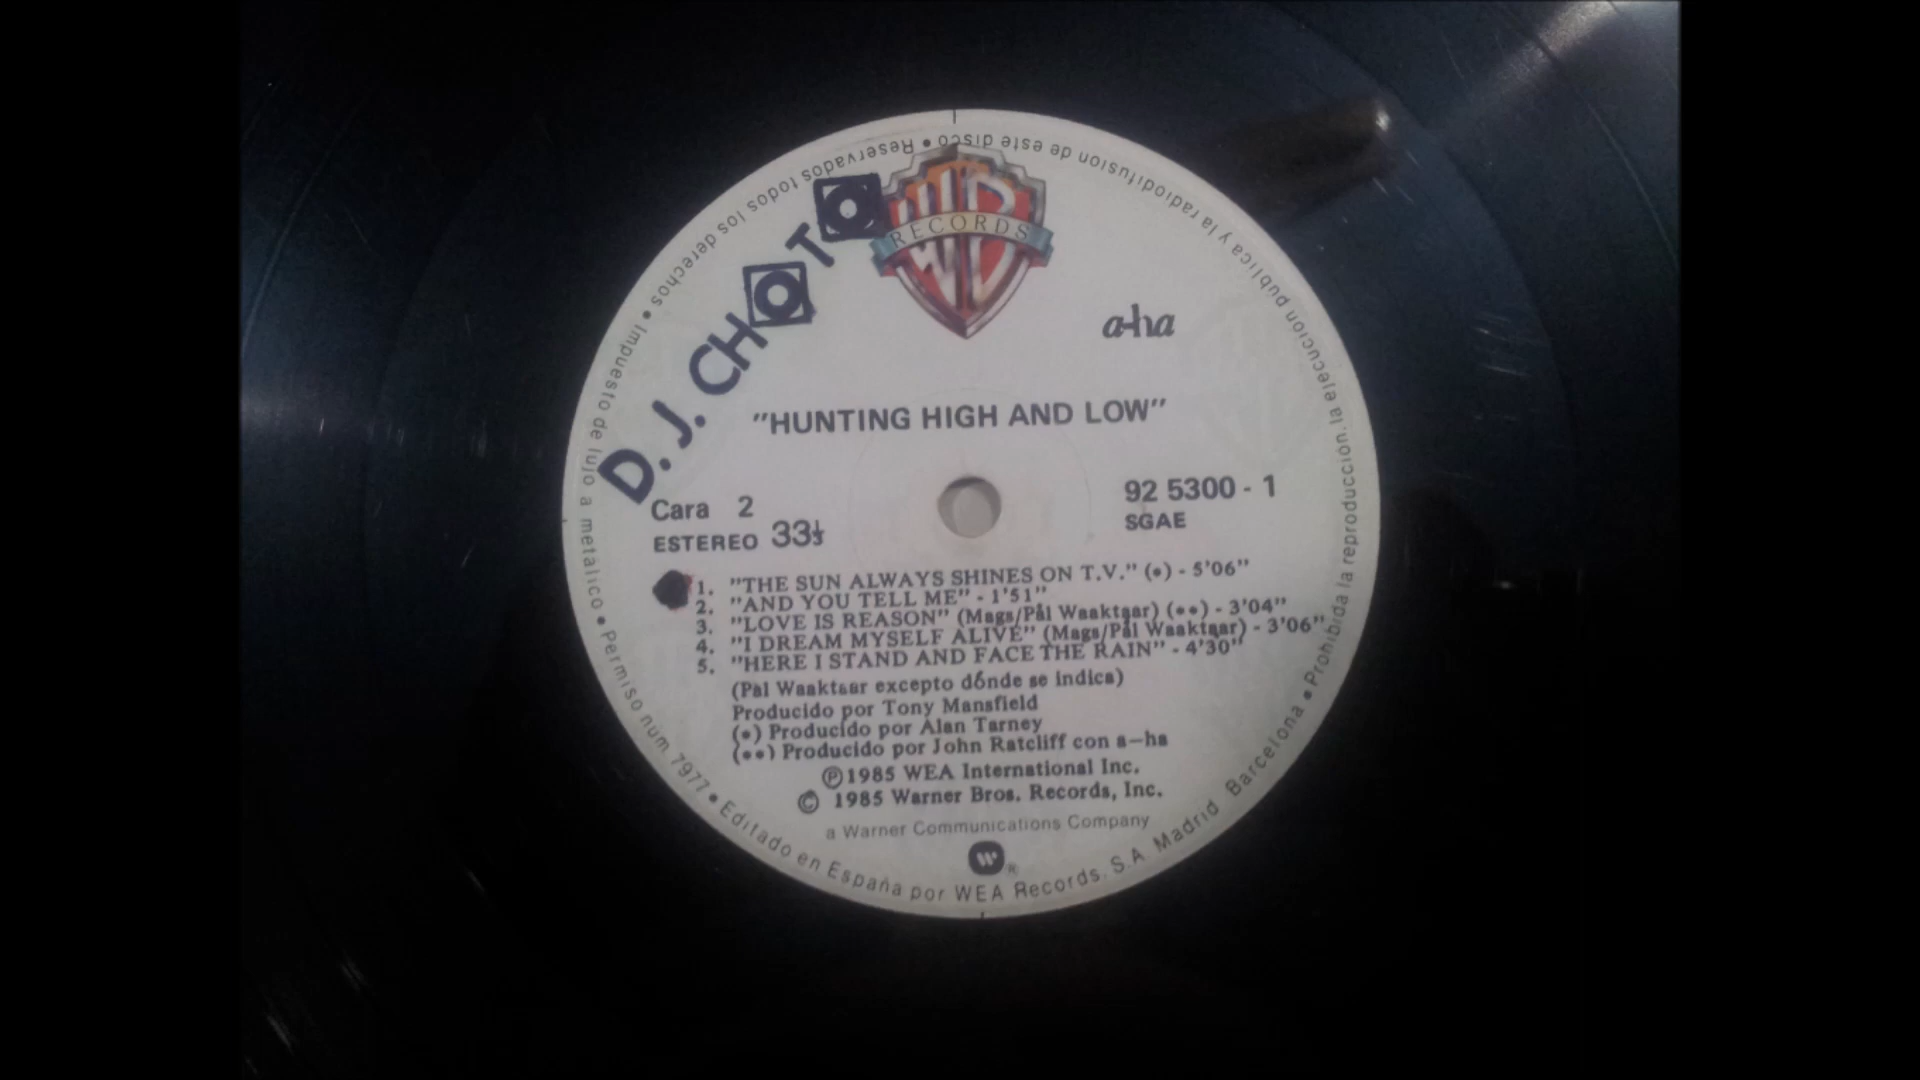 Reservados todos los derechos • Impuesto de lujo a metálico • Permiso núm. 7977 • Editado en España por WEA Records, S.A. Madrid Barcelona • Prohibida la reproducción, la ejecución pública y la radiodifusión de este disco •
D.J. CHOTO
WB
RECORDS
a-ha
"HUNTING HIGH AND LOW"
Cara 2
ESTEREO 33⅓
92 5300 - 1
SGAE
1. "THE SUN ALWAYS SHINES ON T.V." (•) - 5'06"
2. "AND YOU TELL ME" - 1'51"
3. "LOVE IS REASON" (Mags/Pål Waaktaar) (••) - 3'04"
4. "I DREAM MYSELF ALIVE" (Mags/Pål Waaktaar) - 3'06"
5. "HERE I STAND AND FACE THE RAIN" - 4'30"
(Pal Waaktaar excepto dónde se indica)
Producido por Tony Mansfield
(•) Producido por Alan Tarney
(••) Producido por John Ratcliff con a-ha
℗1985 WEA International Inc.
© 1985 Warner Bros. Records, Inc.
a Warner Communications Company
W®